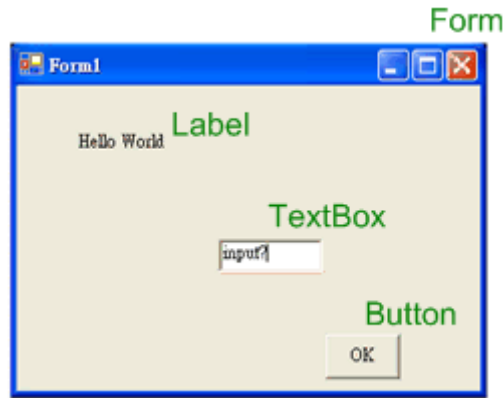 Form
Form1
Label
Hello World
TextBox
input?
Button
OK